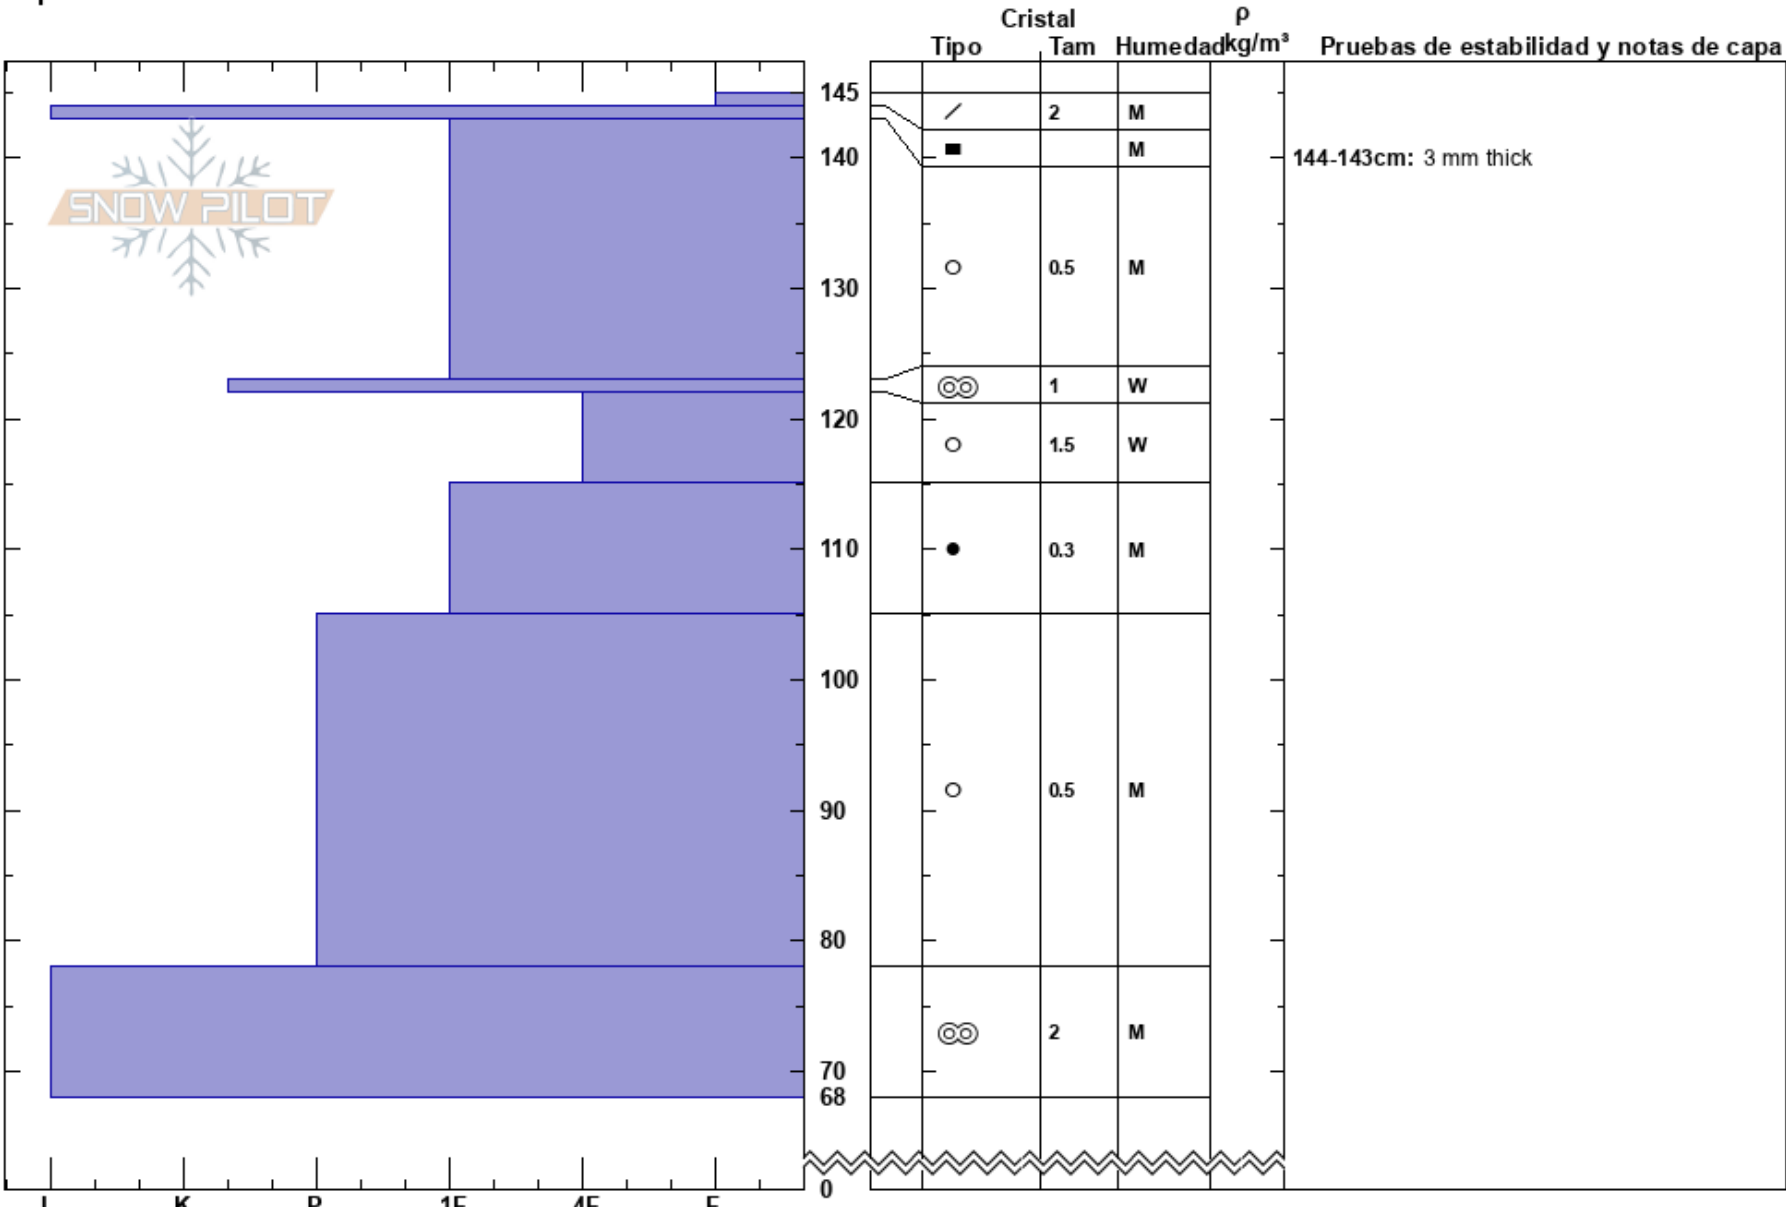 Cristal ρ
Tipo Tam Humedad kg/m³ Pruebas de estabilidad y notas de capa
145
2 M
M
140
144-143cm: 3 mm thick
SNOW PILOT
0.5 M
130
1 W
120
1.5 W
110
0.3 M
100
0.5 M
90
80
2 M
70
68
0
I K P 1F 4F F